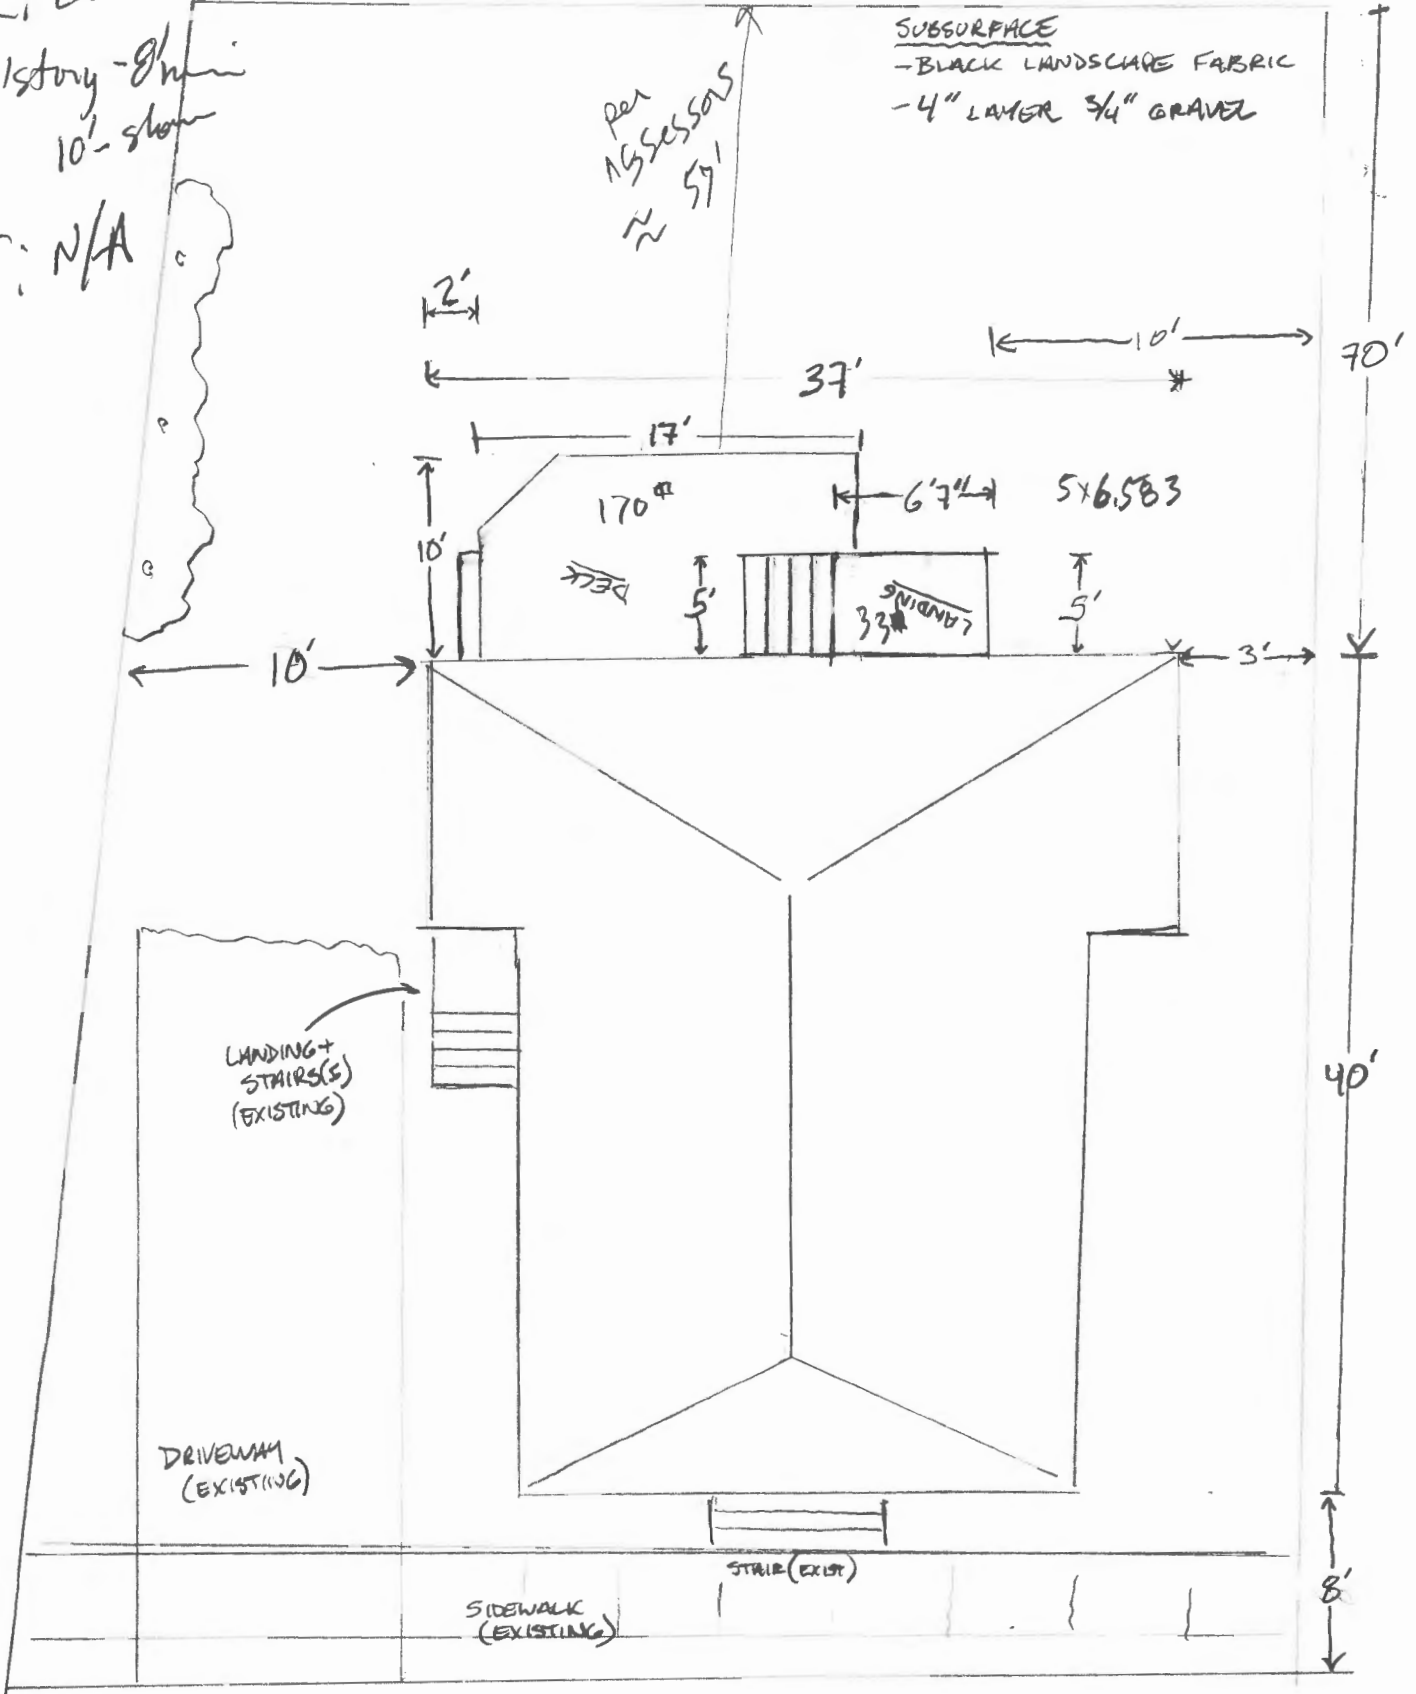 1story - 8' min
10' - show
N/A
per
Assessors
≈ 57'
SUBSURFACE
- BLACK LANDSCAPE FABRIC
- 4" LAYER 3/4" GRAVEL
2'
10'
37'
70'
17'
170#
6'7"
5x6.583
10'
DECK
5'
LANDING
33#
5'
10'
3'
LANDING +
STAIRS(5)
(EXISTING)
40'
DRIVEWAY
(EXISTING)
STAIR (EXIST)
8'
SIDEWALK
(EXISTING)